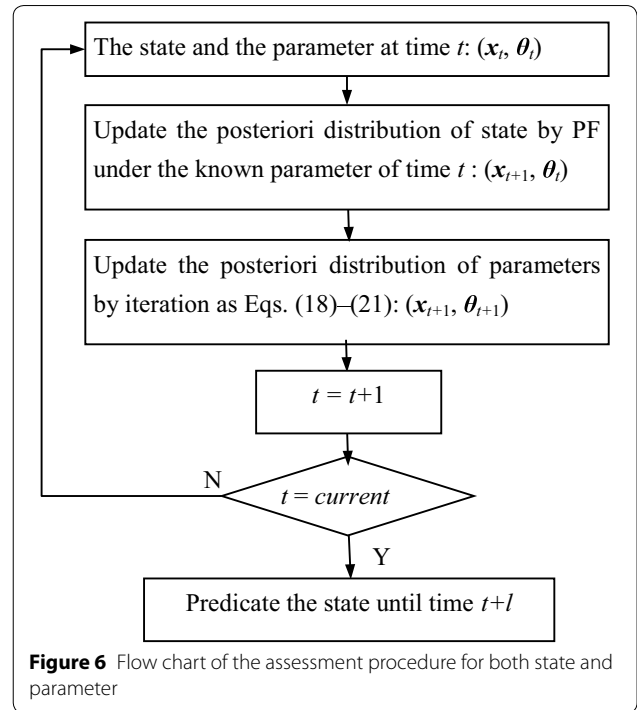 The state and the parameter at time t: (xₜ, θₜ)
Update the posteriori distribution of state by PF
under the known parameter of time t : (xₜ₊₁, θₜ)
Update the posteriori distribution of parameters
by iteration as Eqs. (18)–(21): (xₜ₊₁, θₜ₊₁)
t = t+1
N
t = current
Y
Predicate the state until time t+l
Figure 6 Flow chart of the assessment procedure for both state and
parameter